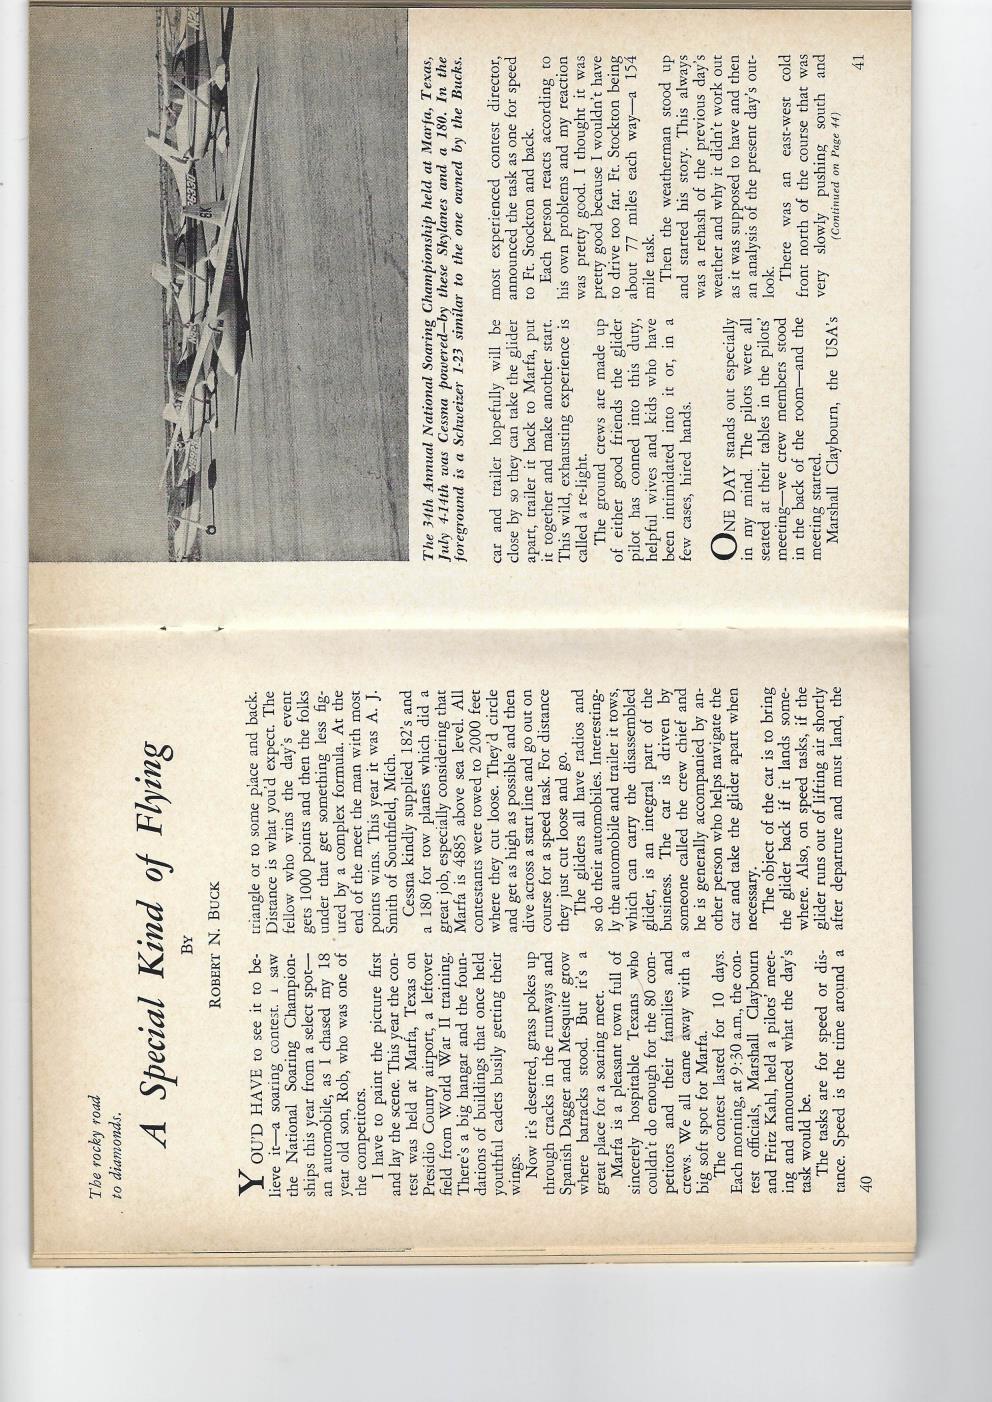 The rocky road
to diamonds.
A Special Kind of Flying
BY
ROBERT N. BUCK
YOU'D HAVE to see it to be-
lieve it—a soaring contest. I saw
the National Soaring Champion-
ships this year from a select spot—
an automobile, as I chased my 18
year old son, Rob, who was one of
the competitors.
I have to paint the picture first
and lay the scene. This year the con-
test was held at Marfa, Texas on
Presidio County airport, a leftover
field from World War II training.
There's a big hangar and the foun-
dations of buildings that once held
youthful cadets busily getting their
wings.
Now it's deserted, grass pokes up
through cracks in the runways and
Spanish Dagger and Mesquite grow
where barracks stood. But it's a
great place for a soaring meet.
Marfa is a pleasant town full of
sincerely hospitable Texans who
couldn't do enough for the 80 com-
petitors and their families and
crews. We all came away with a
big soft spot for Marfa.
The contest lasted for 10 days.
Each morning, at 9:30 a.m., the con-
test officials, Marshall Claybourn
and Fritz Kahl, held a pilots' meet-
ing and announced what the day's
task would be.
The tasks are for speed or dis-
tance. Speed is the time around a
40
triangle or to some place and back.
Distance is what you'd expect. The
fellow who wins the day's event
gets 1000 points and then the folks
under that get something less fig-
ured by a complex formula. At the
end of the meet the man with most
points wins. This year it was A. J.
Smith of Southfield, Mich.
Cessna kindly supplied 182's and
a 180 for tow planes which did a
great job, especially considering that
Marfa is 4885 above sea level. All
contestants were towed to 2000 feet
where they cut loose. They'd circle
and get as high as possible and then
dive across a start line and go out on
course for a speed task. For distance
they just cut loose and go.
The gliders all have radios and
so do their automobiles. Interesting-
ly the automobile and trailer it tows,
which can carry the disassembled
glider, is an integral part of the
business. The car is driven by
someone called the crew chief and
he is generally accompanied by an-
other person who helps navigate the
car and take the glider apart when
necessary.
The object of the car is to bring
the glider back if it lands some-
where. Also, on speed tasks, if the
glider runs out of lifting air shortly
after departure and must land, the
The 34th Annual National Soaring Championship held at Marfa, Texas,
July 4-14th was Cessna powered—by these Skylanes and a 180. In the
foreground is a Schweizer 1-23 similar to the one owned by the Bucks.
car and trailer hopefully will be
close by so they can take the glider
apart, trailer it back to Marfa, put
it together and make another start.
This wild, exhausting experience is
called a re-light.
The ground crews are made up
of either good friends the glider
pilot has conned into this duty,
helpful wives and kids who have
been intimidated into it or, in a
few cases, hired hands.
ONE DAY stands out especially
in my mind. The pilots were all
seated at their tables in the pilots'
meeting—we crew members stood
in the back of the room—and the
meeting started.
Marshall Claybourn, the USA's
most experienced contest director,
announced the task as one for speed
to Ft. Stockton and back.
Each person reacts according to
his own problems and my reaction
was pretty good. I thought it was
pretty good because I wouldn't have
to drive too far. Ft. Stockton being
about 77 miles each way—a 154
mile task.
Then the weatherman stood up
and started his story. This always
was a rehash of the previous day's
weather and why it didn't work out
as it was supposed to have and then
an analysis of the present day's out-
look.
There was an east-west cold
front north of the course that was
very slowly pushing south and
(Continued on Page 44)
41